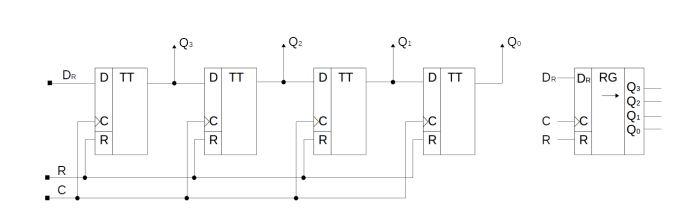 Q3 Q2 Q1 Q0
DR D TT D TT D TT D TT DR DR RG Q3
Q2
C C C C C C Q1
R R R R R R Q0
R
C